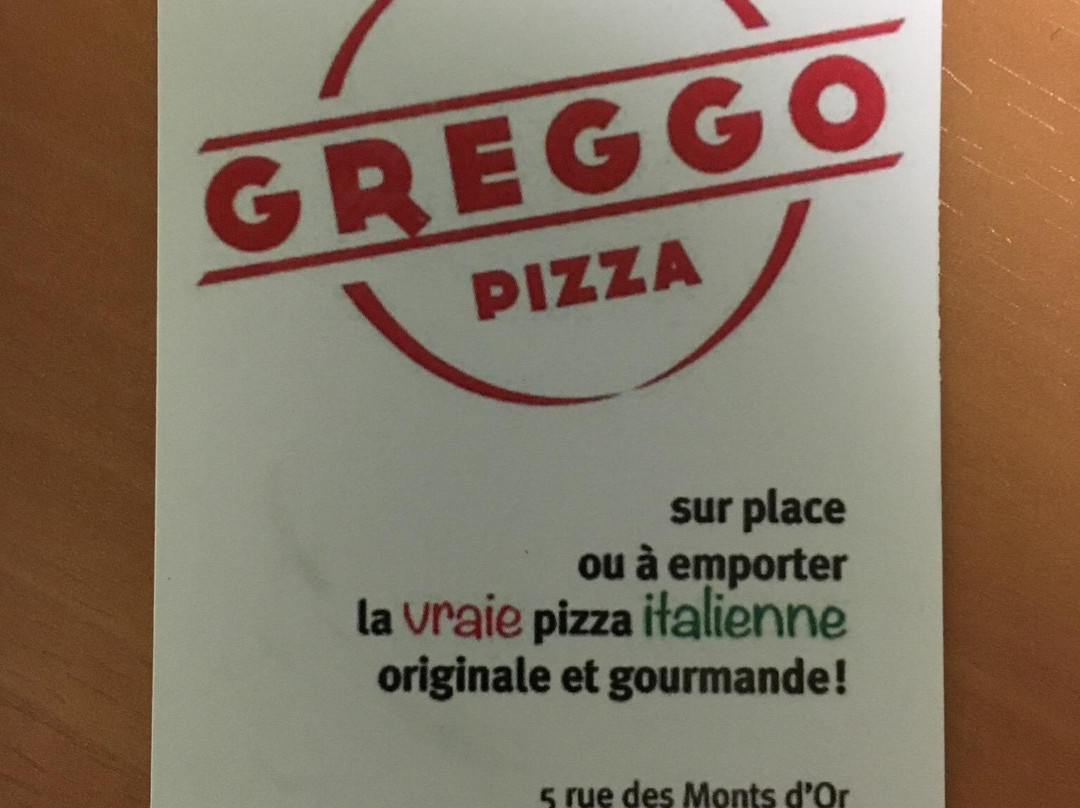 GREGGO
PIZZA
sur place
ou à emporter
la vraie pizza italienne
originale et gourmande!
5 rue des Monts d'Or